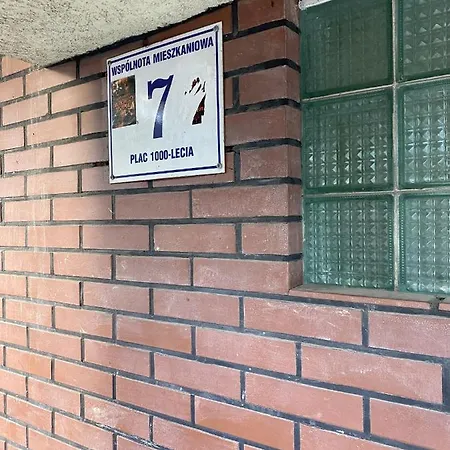 WSPÓLNOTA MIESZKANIOWA
7
PLAC 1000-LECIA